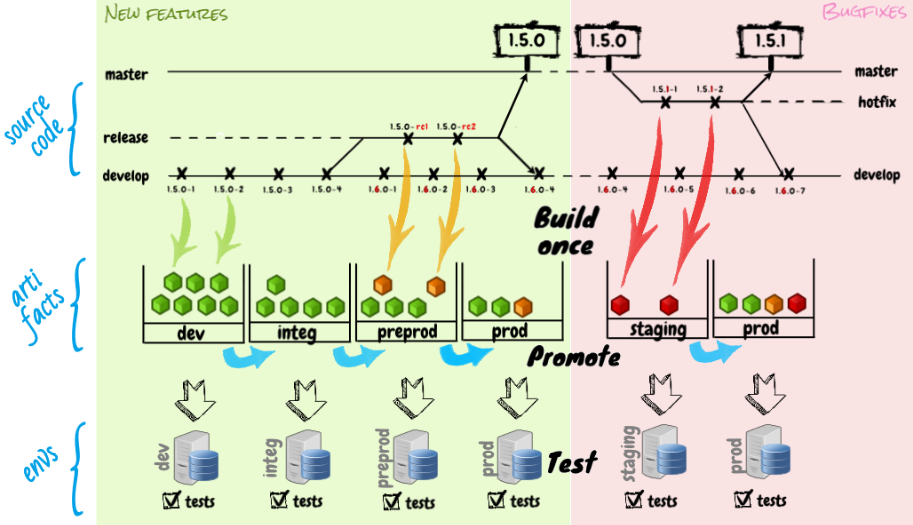 New features
Bugfixes
1.5.0
1.5.0
1.5.1
master
master
source code
1.5.1-1
1.5.1-2
hotfix
1.5.0-rc1
1.5.0-rc2
release
develop
develop
1.5.0-1
1.5.0-2
1.5.0-3
1.5.0-4
1.6.0-1
1.6.0-2
1.6.0-3
1.6.0-4
1.6.0-4
1.6.0-5
1.6.0-6
1.6.0-7
Build
once
arti
facts
dev
integ
preprod
prod
staging
prod
Promote
envs
dev
integ
preprod
prod
Test
staging
prod
tests
tests
tests
tests
tests
tests